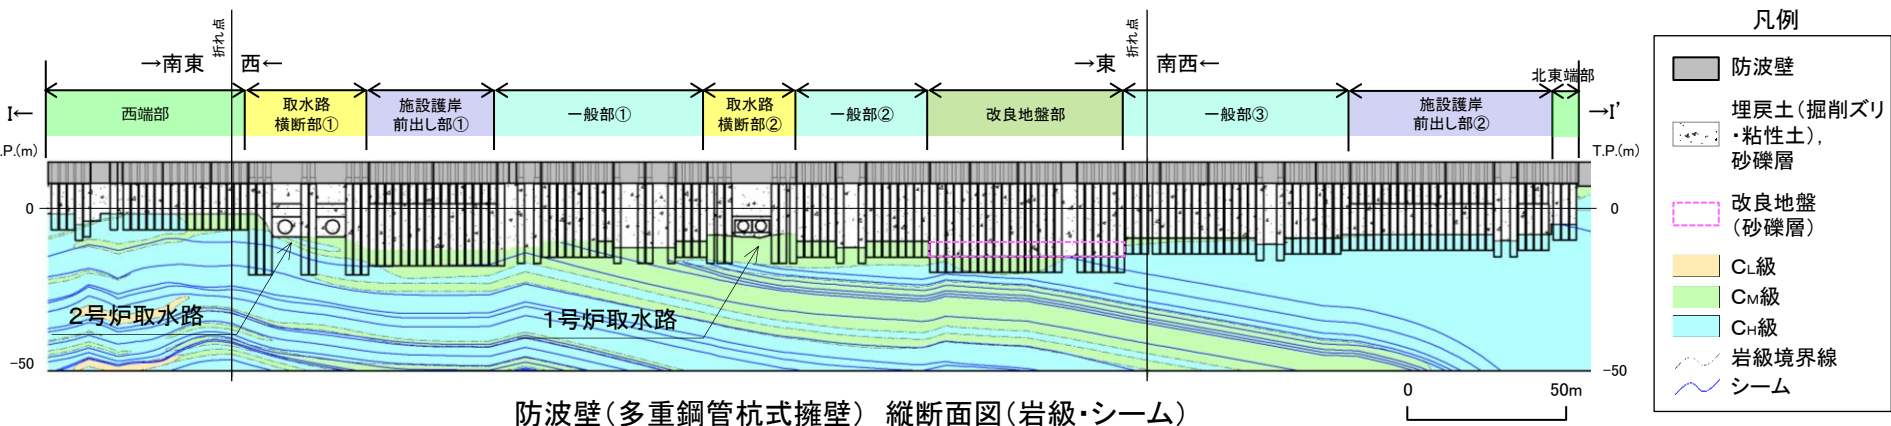 折れ点
折れ点
→南東
西←
→東
南西←
I←
西端部
取水路
横断部①
施設護岸
前出し部①
一般部①
取水路
横断部②
一般部②
改良地盤部
一般部③
施設護岸
前出し部②
北東端部
→I'
.P.(m)
T.P.(m)
0
0
2号炉取水路
1号炉取水路
-50
-50
0
50m
防波壁(多重鋼管杭式擁壁) 縦断面図(岩級・シーム)
凡例
防波壁
埋戻土(掘削ズリ
・粘性土),
砂礫層
改良地盤
(砂礫層)
CL級
CM級
CH級
岩級境界線
シーム